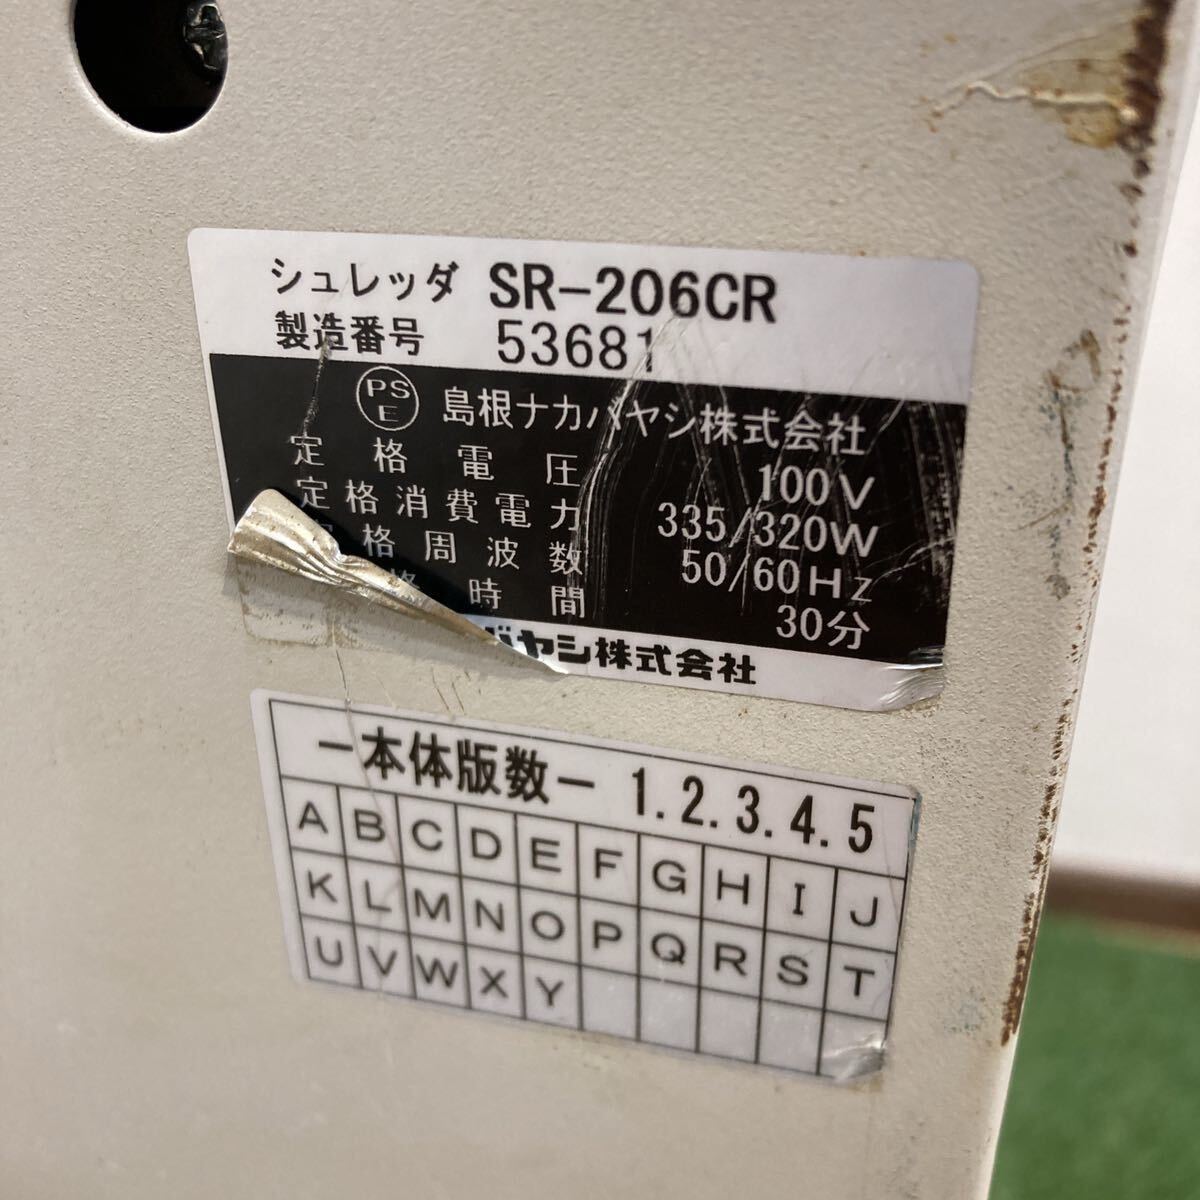 シュレッダ SR-206CR
製造番号 53681
PS
E
島根ナカバヤシ株式会社
定格電圧 100V
定格消費電力 335/320W
格周波数 50/60Hz
格時間 30分
バヤシ株式会社
-本体版数- 1.2.3.4.5
A B C D E F G H I J
K L M N O P Q R S T
U V W X Y